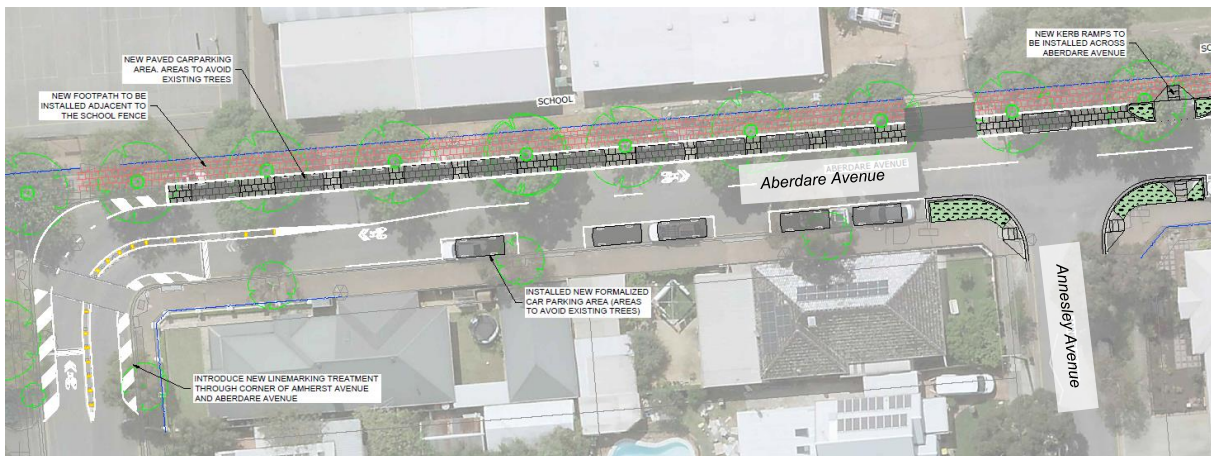 NEW PAVED CARPARKING
AREA. AREAS TO AVOID
EXISTING TREES
NEW FOOTPATH TO BE
INSTALLED ADJACENT TO
THE SCHOOL FENCE
SCHOOL
NEW KERB RAMPS TO
BE INSTALLED ACROSS
ABERDARE AVENUE
ABERDARE AVENUE
Aberdare Avenue
INSTALLED NEW FORMALIZED
CAR PARKING AREA (AREAS
TO AVOID EXISTING TREES)
Annesley Avenue
INTRODUCE NEW LINEMARKING TREATMENT
THROUGH CORNER OF AMHERST AVENUE
AND ABERDARE AVENUE